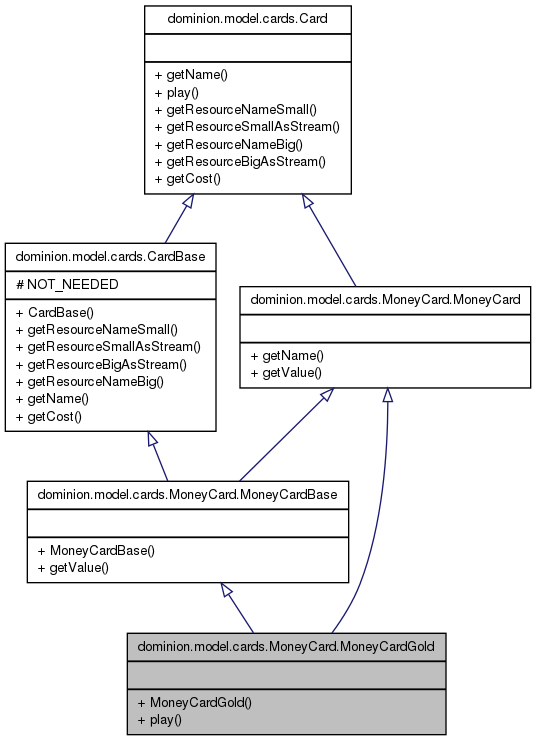 dominion.model.cards.Card
+ getName()
+ play()
+ getResourceNameSmall()
+ getResourceSmallAsStream()
+ getResourceNameBig()
+ getResourceBigAsStream()
+ getCost()
dominion.model.cards.CardBase
# NOT_NEEDED
+ CardBase()
+ getResourceNameSmall()
+ getResourceSmallAsStream()
+ getResourceBigAsStream()
+ getResourceNameBig()
+ getName()
+ getCost()
dominion.model.cards.MoneyCard.MoneyCard
+ getName()
+ getValue()
dominion.model.cards.MoneyCard.MoneyCardBase
+ MoneyCardBase()
+ getValue()
dominion.model.cards.MoneyCard.MoneyCardGold
+ MoneyCardGold()
+ play()